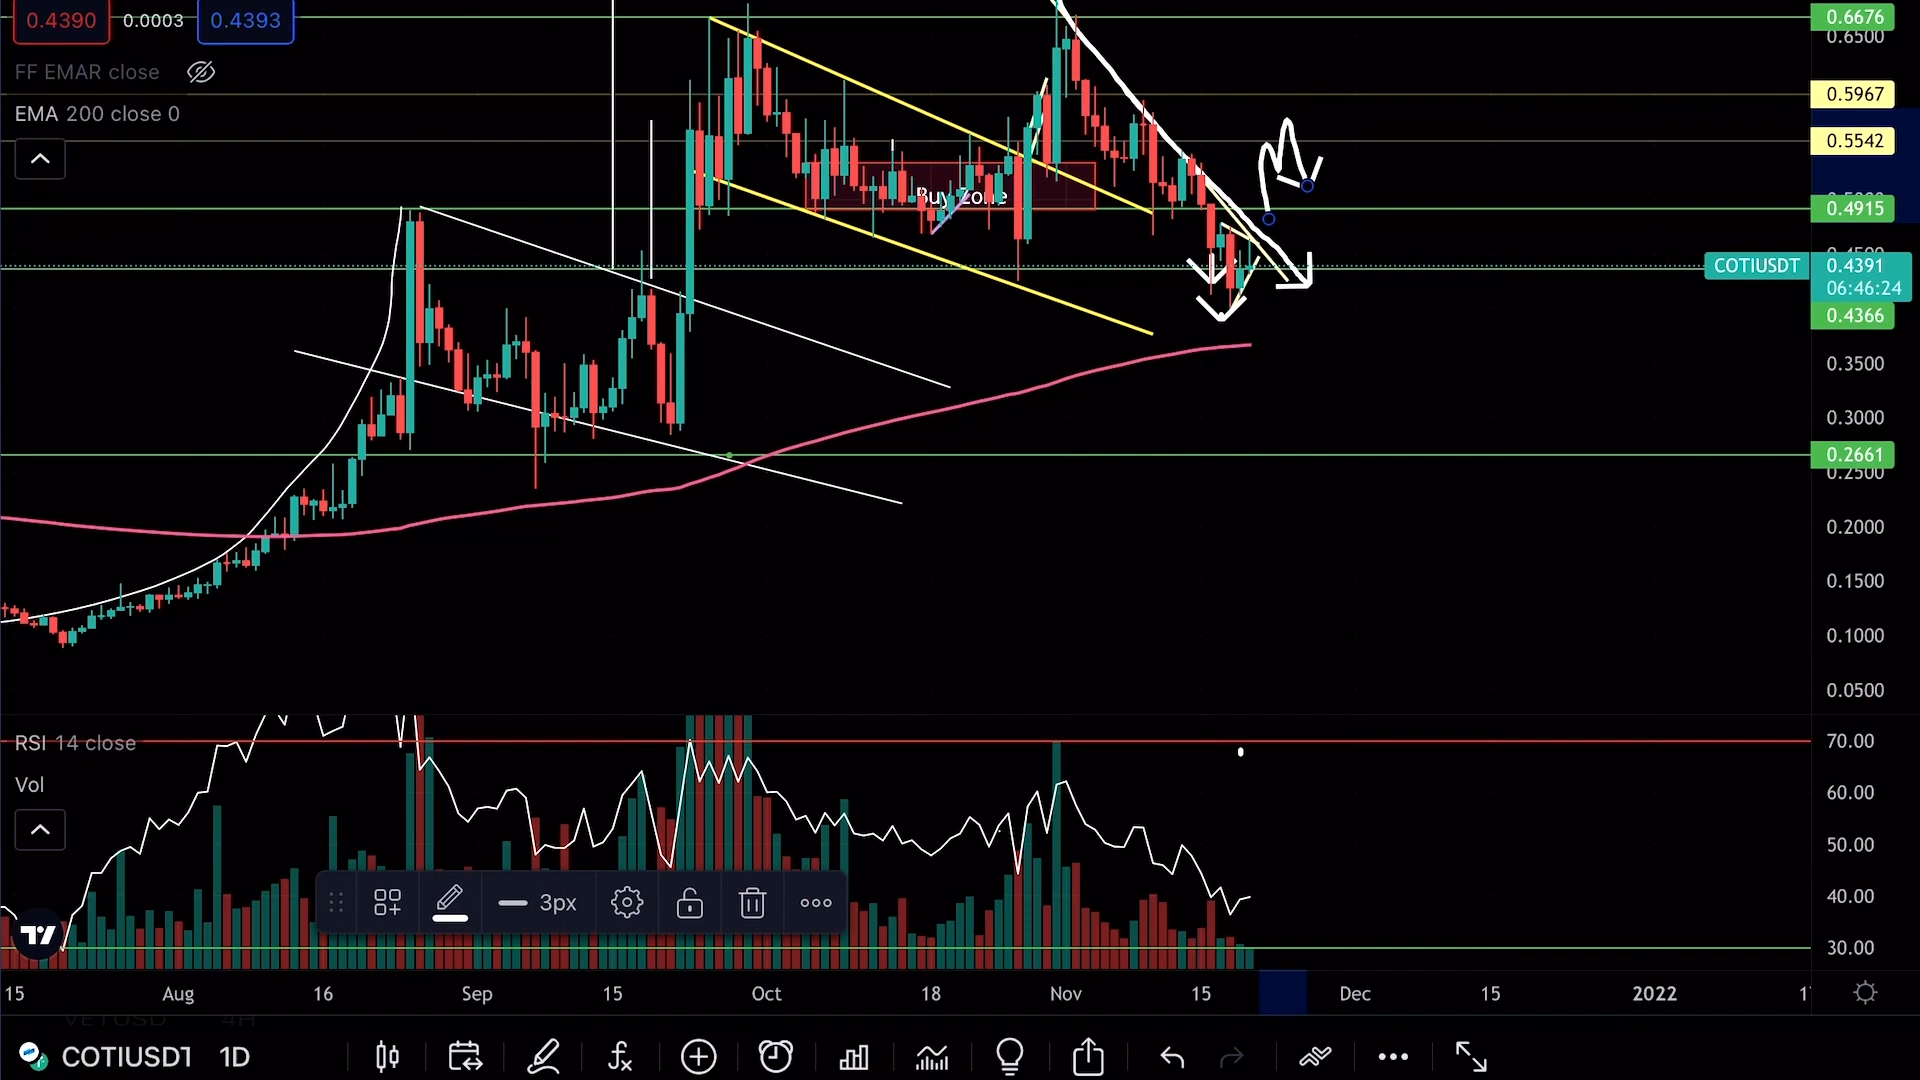 0.4390 0.0003 0.4393
FF EMAR close
EMA 200 close 0
Buy Zone
0.6676
0.6500
0.5967
0.5542
0.4915
COTIUSDT 0.4391
06:46:24
0.4366
0.3500
0.3000
0.2661
0.2500
0.2000
0.1500
0.1000
0.0500
RSI 14 close
Vol
70.00
60.00
50.00
40.00
30.00
3px
15 Aug 16 Sep 15 Oct 18 Nov 15 Dec 15 2022
VETUSD 4H
COTIUSDT 1D